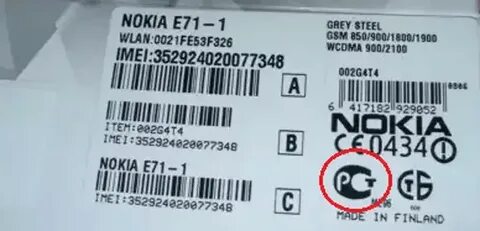 NOKIA E71-1
WLAN:0021FE53F326
IMEI:352924020077348
A
ITEM:002G4T4
IMEI:352924020077348
B
NOKIA E71-1
IMEI:352924020077348
C
GREY STEEL
GSM 850/900/1800/1900
WCDMA 900/2100
002G4T4
6 417182 929052
NOKIA
CE0434
РСТ
MADE IN FINLAND